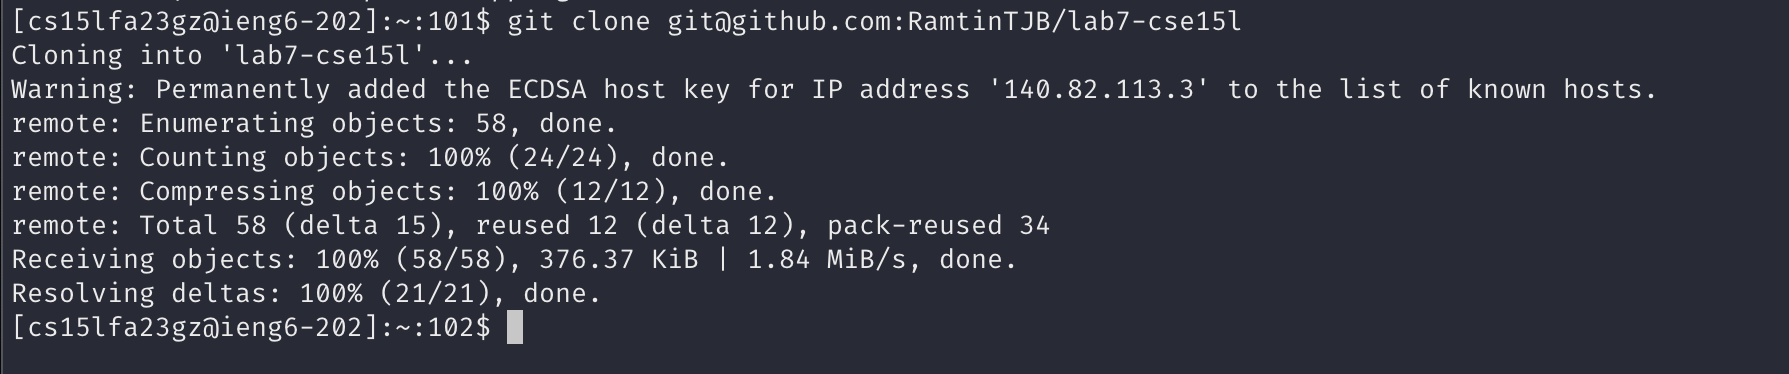 [cs15lfa23gz@ieng6-202]:~:101$ git clone git@github.com:RamtinTJB/lab7-cse15l
Cloning into 'lab7-cse15l'...
Warning: Permanently added the ECDSA host key for IP address '140.82.113.3' to the list of known hosts.
remote: Enumerating objects: 58, done.
remote: Counting objects: 100% (24/24), done.
remote: Compressing objects: 100% (12/12), done.
remote: Total 58 (delta 15), reused 12 (delta 12), pack-reused 34
Receiving objects: 100% (58/58), 376.37 KiB | 1.84 MiB/s, done.
Resolving deltas: 100% (21/21), done.
[cs15lfa23gz@ieng6-202]:~:102$